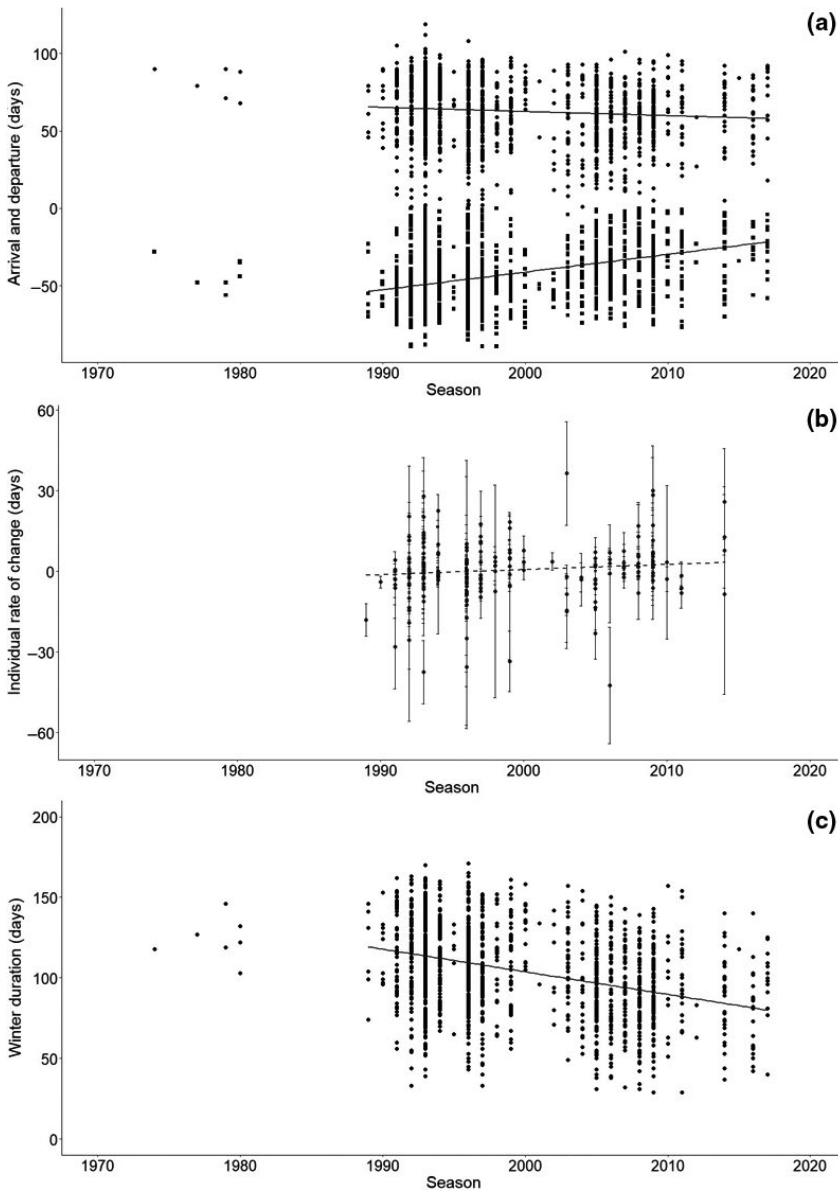 (a)
Arrival and departure (days)
100
50
0
−50
1970 1980 1990 2000 2010 2020
Season
(b)
Individual rate of change (days)
60
30
0
−30
−60
1970 1980 1990 2000 2010 2020
Season
(c)
Winter duration (days)
200
150
100
50
0
1970 1980 1990 2000 2010 2020
Season